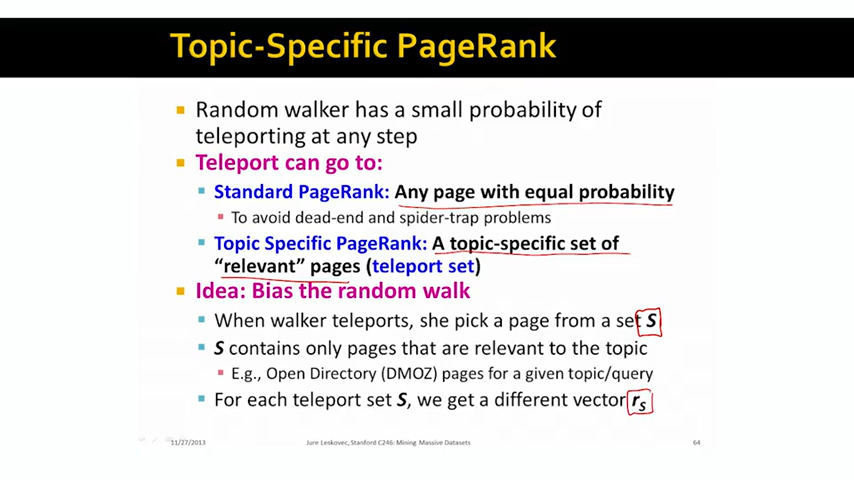 Topic-Specific PageRank
Random walker has a small probability of
teleporting at any step
Teleport can go to:
Standard PageRank: Any page with equal probability
To avoid dead-end and spider-trap problems
Topic Specific PageRank: A topic-specific set of
“relevant” pages (teleport set)
Idea: Bias the random walk
When walker teleports, she pick a page from a set S
S contains only pages that are relevant to the topic
E.g., Open Directory (DMOZ) pages for a given topic/query
For each teleport set S, we get a different vector rS
11/27/2013 Jure Leskovec, Stanford C246: Mining Massive Datasets 64